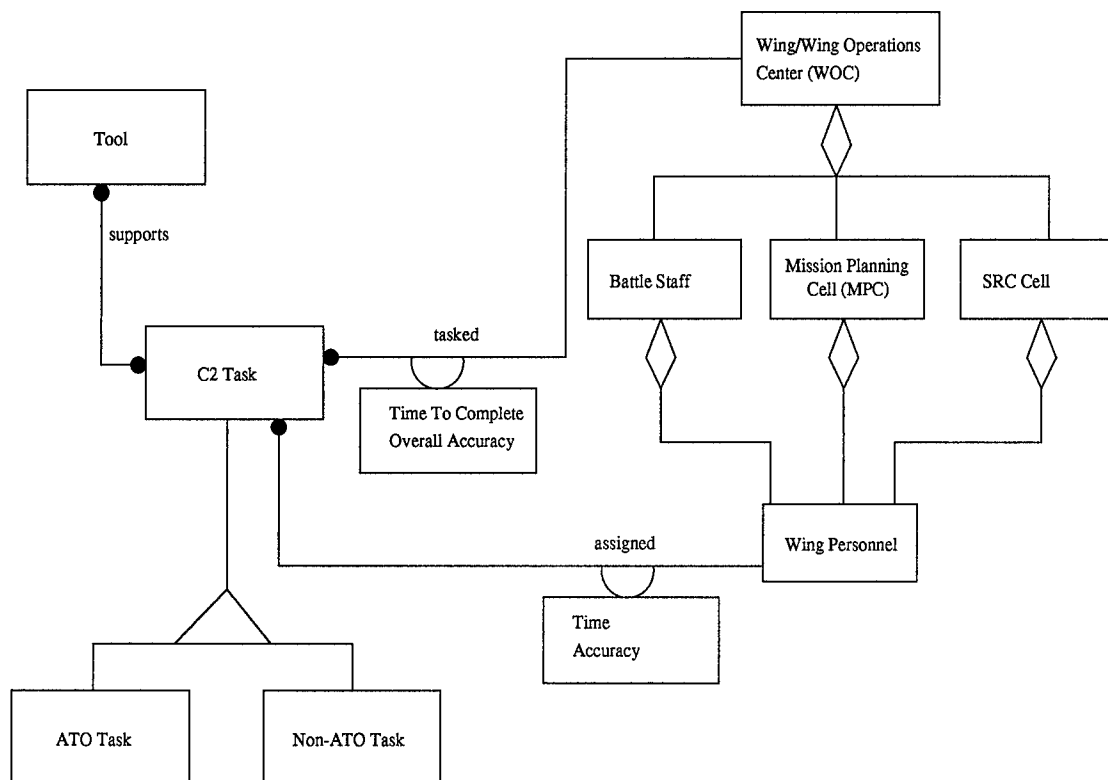 Wing/Wing Operations
Center (WOC)
Tool
supports
Battle Staff
Mission Planning
Cell (MPC)
SRC Cell
tasked
C2 Task
Time To Complete
Overall Accuracy
assigned
Wing Personnel
Time
Accuracy
ATO Task
Non-ATO Task